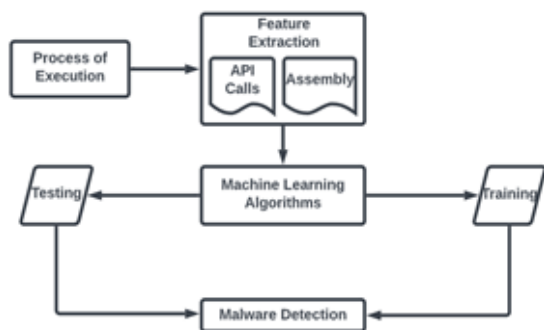 Feature
Extraction
Process of
Execution
API
Calls
Assembly
Testing
Machine Learning
Algorithms
Training
Malware Detection